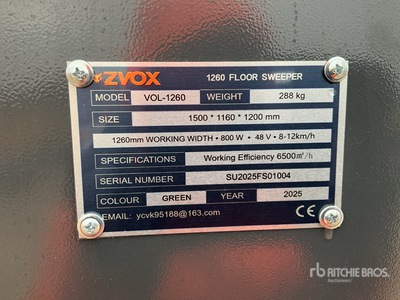 ZVOX 1260 FLOOR SWEEPER
MODEL VOL-1260 WEIGHT 288 kg
SIZE 1500 * 1160 * 1200 mm
1260mm WORKING WIDTH • 800 W • 48 V • 8-12km/h
SPECIFICATIONS Working Efficiency 6500㎡/h
SERIAL NUMBER SU2025FS01004
COLOUR GREEN YEAR 2025
EMAIL: ycvk95188@163.com CE
rb RITCHIE BROS.
Auctioneers